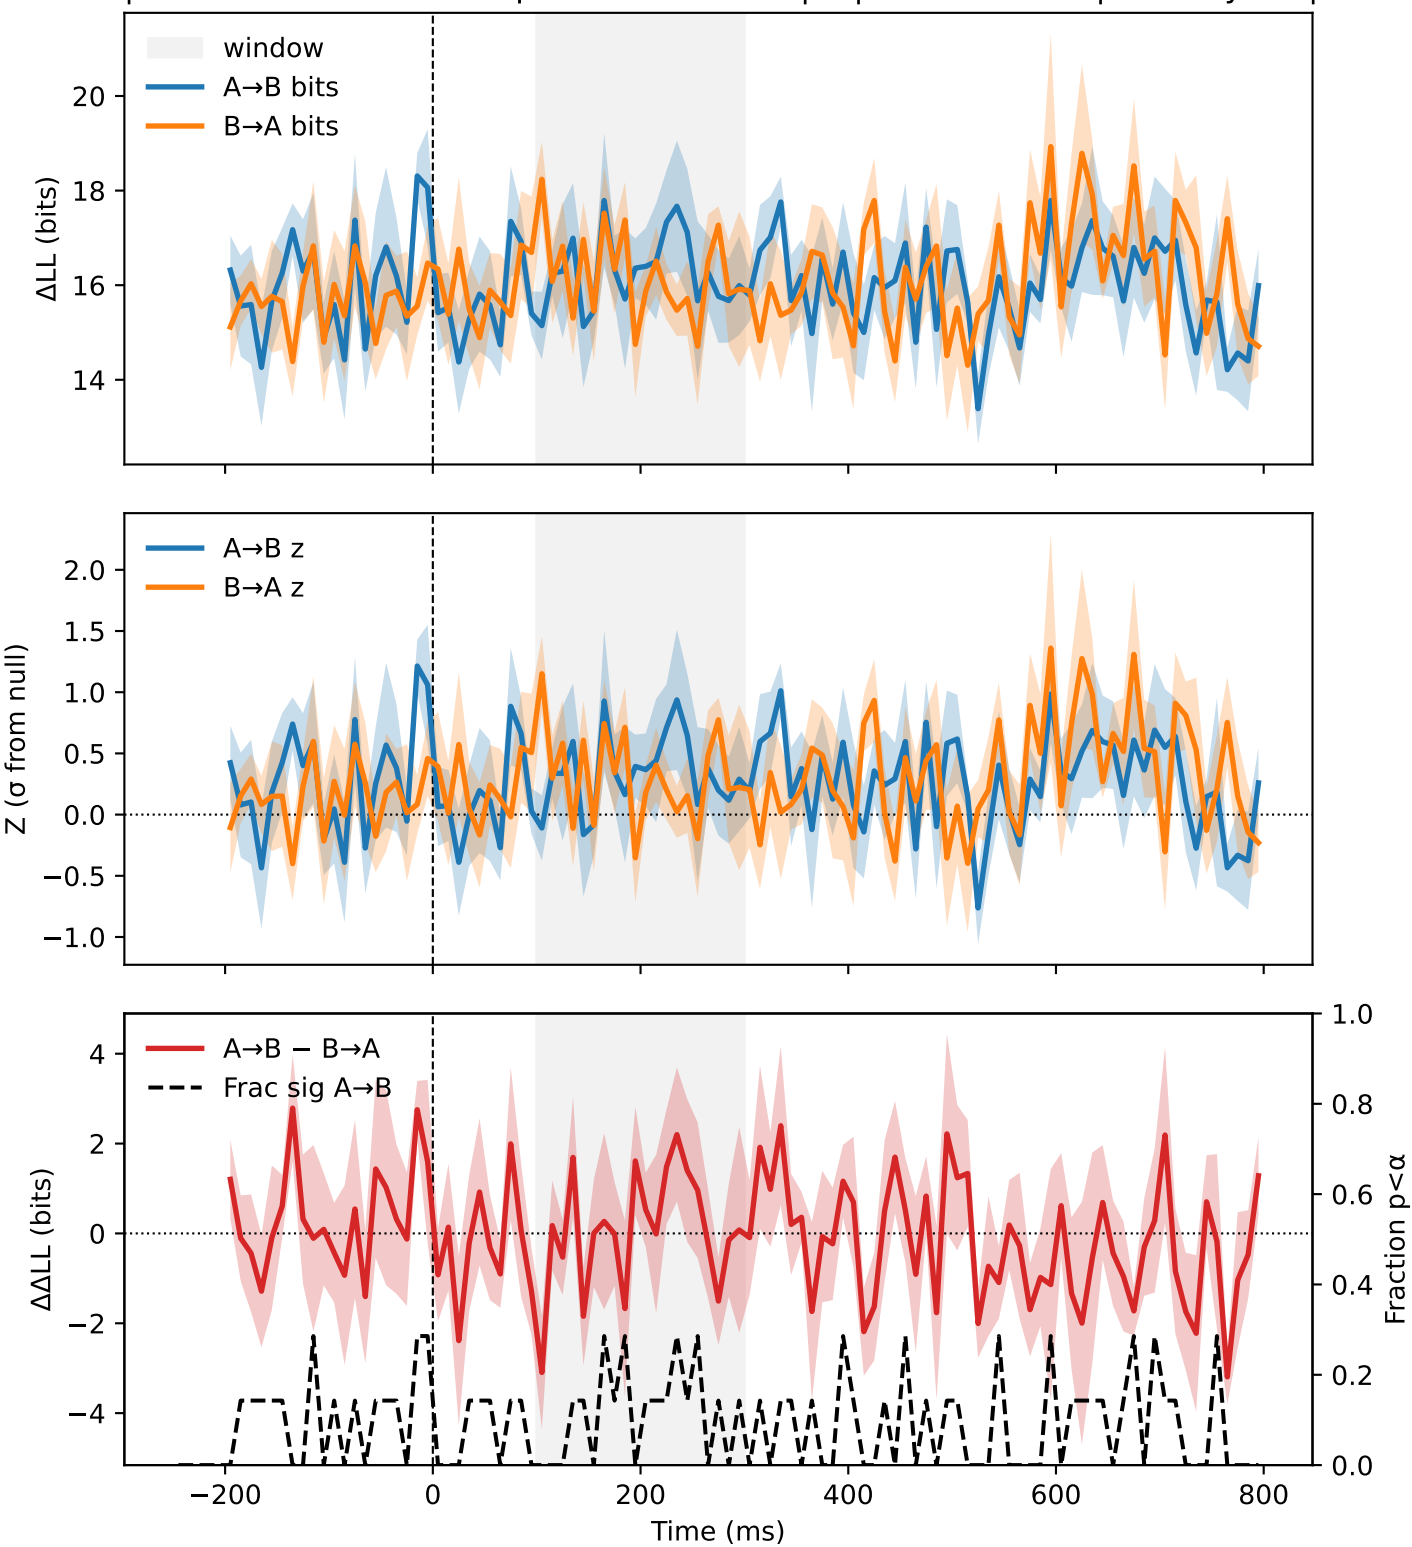 window
A→B bits
B→A bits
20
18
16
14
ΔLL (bits)
A→B z
B→A z
2.0
1.5
1.0
0.5
0.0
−0.5
−1.0
Z (σ from null)
A→B − B→A
Frac sig A→B
4
2
0
−2
−4
ΔΔLL (bits)
1.0
0.8
0.6
0.4
0.2
0.0
Fraction p<α
−200 0 200 400 600 800
Time (ms)